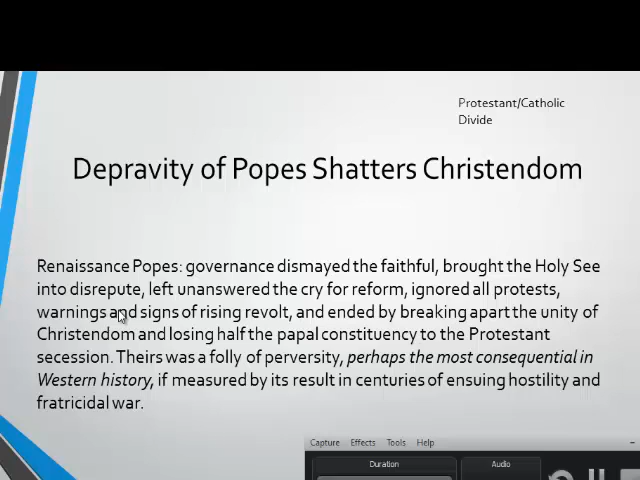 Protestant/Catholic
Divide
Depravity of Popes Shatters Christendom
Renaissance Popes: governance dismayed the faithful, brought the Holy See
into disrepute, left unanswered the cry for reform, ignored all protests,
warnings and signs of rising revolt, and ended by breaking apart the unity of
Christendom and losing half the papal constituency to the Protestant
secession. Theirs was a folly of perversity, perhaps the most consequential in
Western history, if measured by its result in centuries of ensuing hostility and
fratricidal war.
Capture Effects Tools Help
Duration Audio